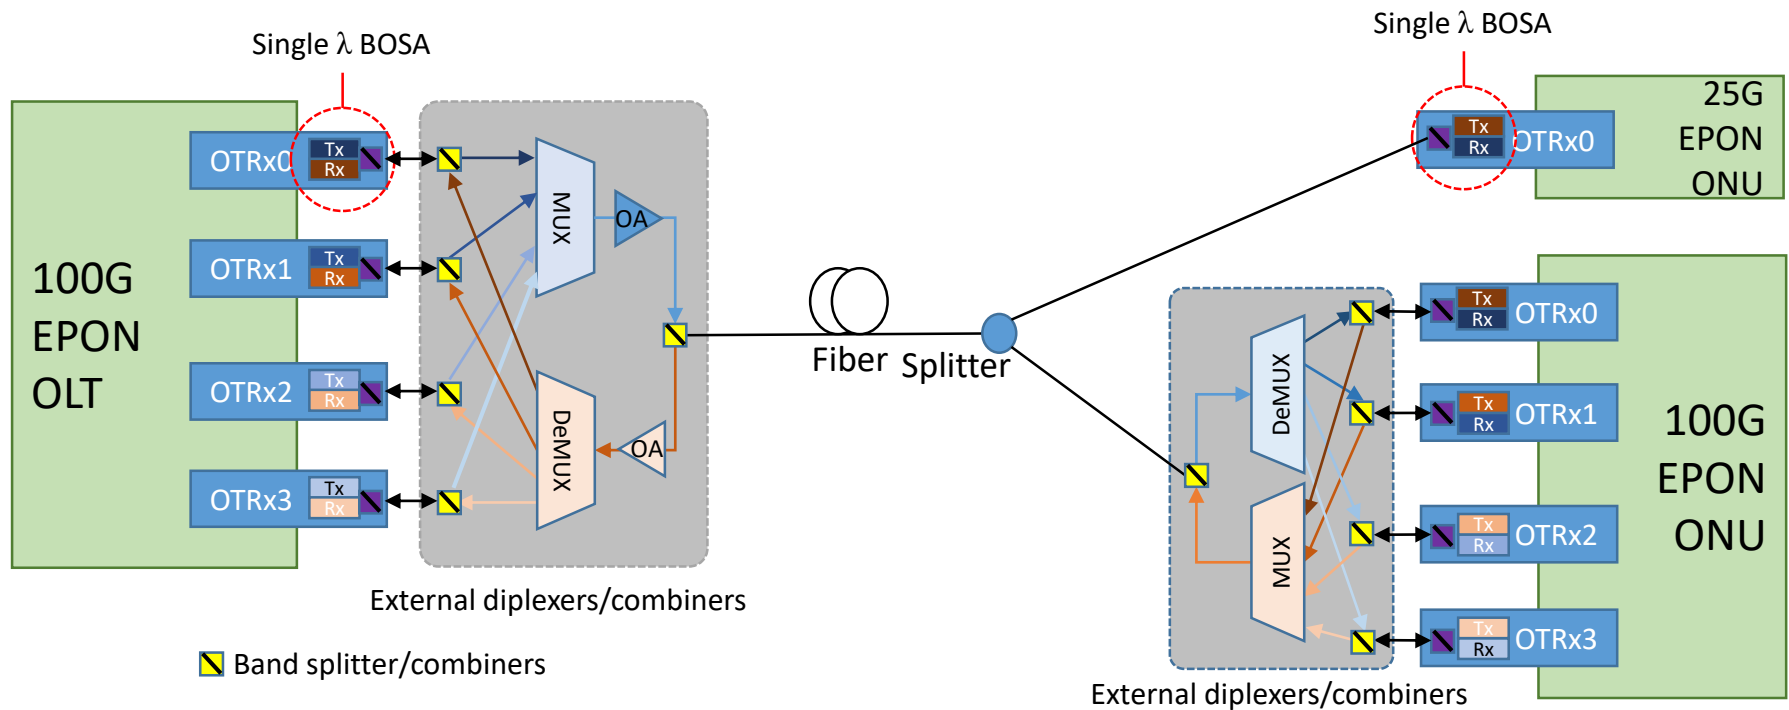 Single λ BOSA
100G
EPON
OLT
OTRx0
Tx
Rx
OTRx1
Tx
Rx
OTRx2
Tx
Rx
OTRx3
Tx
Rx
MUX
OA
DeMUX
OA
External diplexers/combiners
Band splitter/combiners
Fiber
Splitter
Single λ BOSA
Tx
Rx
OTRx0
25G
EPON
ONU
DeMUX
MUX
External diplexers/combiners
Tx
Rx
OTRx0
Tx
Rx
OTRx1
Tx
Rx
OTRx2
Tx
Rx
OTRx3
100G
EPON
ONU